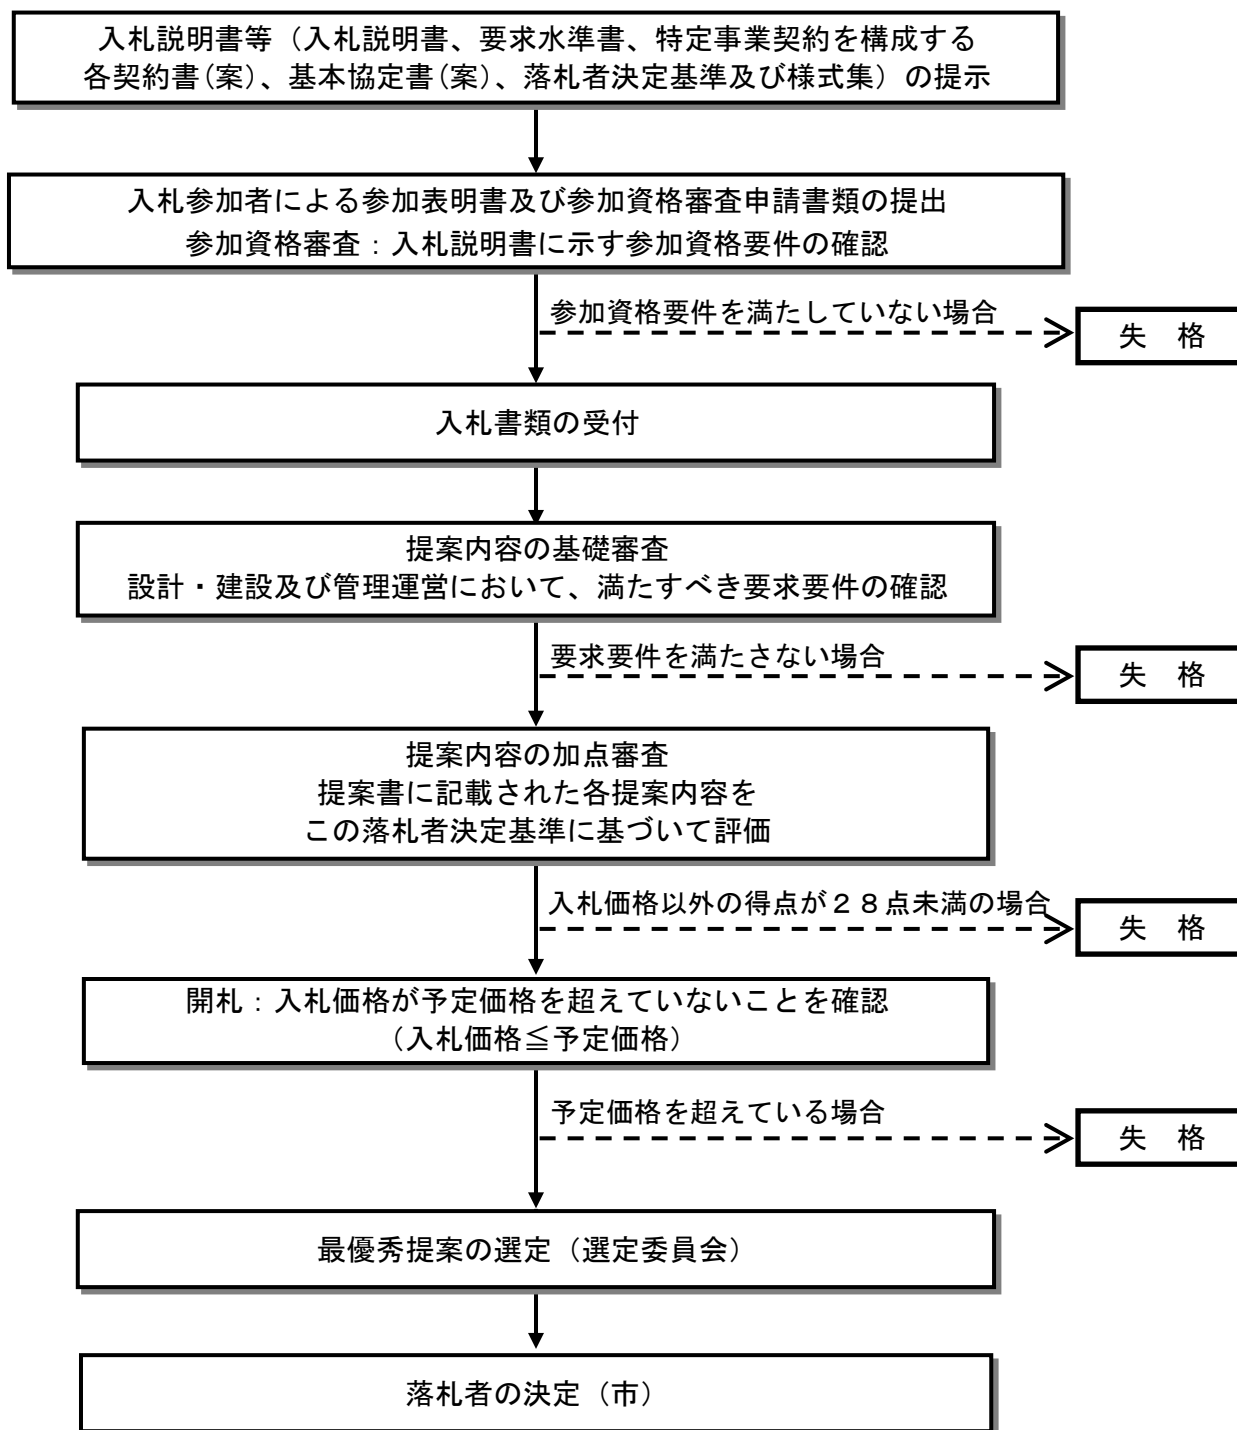 入札説明書等（入札説明書、要求水準書、特定事業契約を構成する
各契約書(案)、基本協定書(案)、落札者決定基準及び様式集）の提示
入札参加者による参加表明書及び参加資格審査申請書類の提出
参加資格審査：入札説明書に示す参加資格要件の確認
参加資格要件を満たしていない場合
失　格
入札書類の受付
提案内容の基礎審査
設計・建設及び管理運営において、満たすべき要求要件の確認
要求要件を満たさない場合
失　格
提案内容の加点審査
提案書に記載された各提案内容を
この落札者決定基準に基づいて評価
入札価格以外の得点が２８点未満の場合
失　格
開札：入札価格が予定価格を超えていないことを確認
（入札価格≦予定価格）
予定価格を超えている場合
失　格
最優秀提案の選定（選定委員会）
落札者の決定（市）